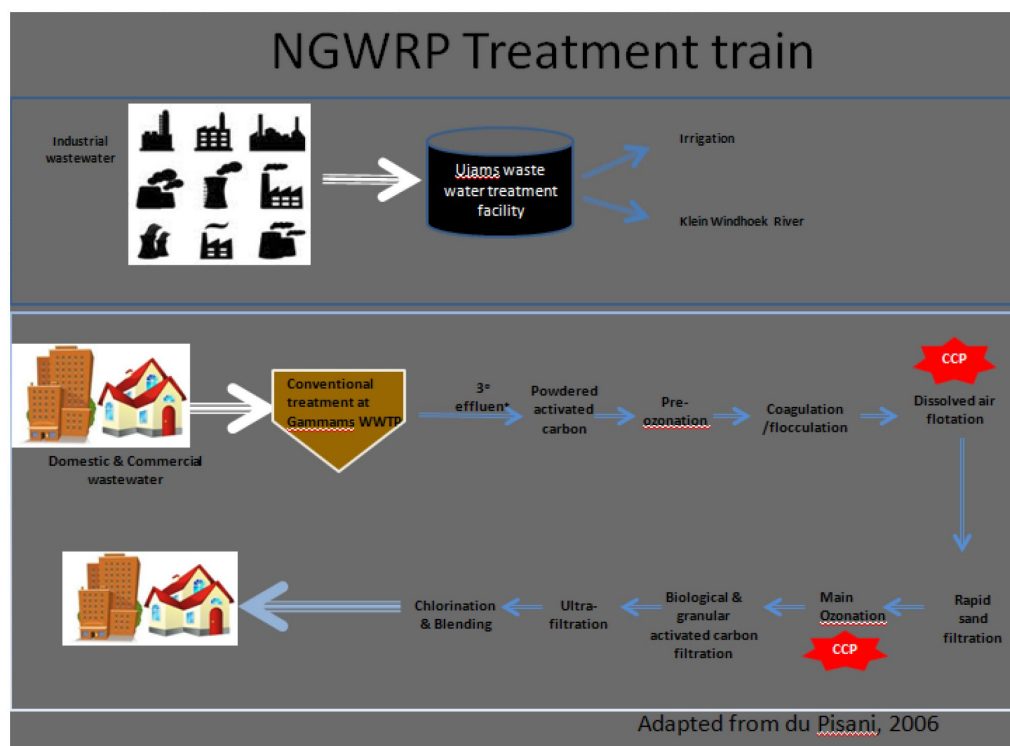 NGWRP Treatment train
Industrial
wastewater
Ujams waste
water treatment
facility
Irrigation
Klein Windhoek River
Domestic & Commercial
wastewater
Conventional
treatment at
Gammams WWTP
3º
effluen
Powdered
activated
carbon
Pre-
ozonation
Coagulation
/flocculation
CCP
Dissolved air
flotation
Rapid
sand
filtration
Main
Ozonation
CCP
Biological &
granular
activated carbon
filtration
Ultra-
filtration
Chlorination
& Blending
Adapted from du Pisani, 2006